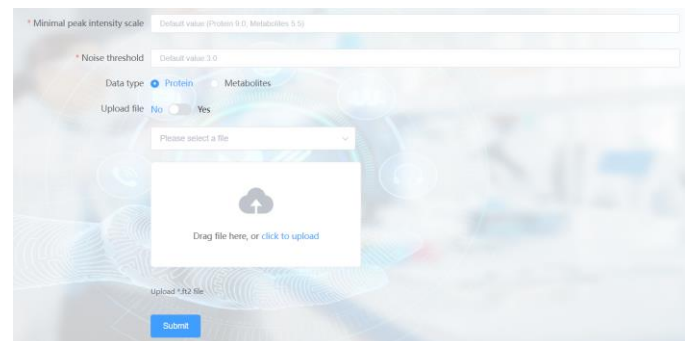 * Minimal peak intensity scale
Default value (Protein 9.0, Metabolites 5.5)
* Noise threshold
Default value 3.0
Data type Protein Metabolites
Upload file No Yes
Please select a file
Drag file here, or click to upload
Upload *.ft2 file
Submit